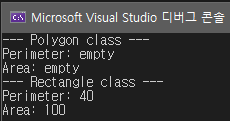 Microsoft Visual Studio 디버그 콘솔
--- Polygon class ---
Perimeter: empty
Area: empty
--- Rectangle class ---
Perimeter: 40
Area: 100